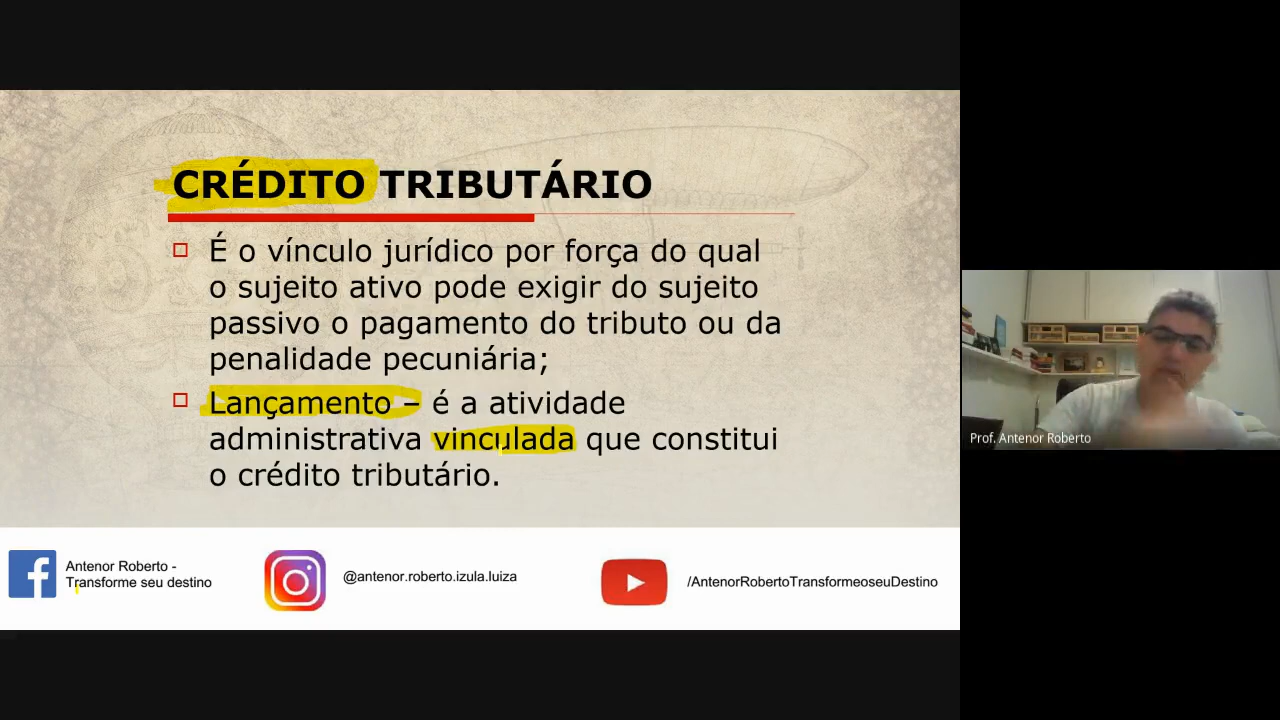 CRÉDITO TRIBUTÁRIO
É o vínculo jurídico por força do qual
o sujeito ativo pode exigir do sujeito
passivo o pagamento do tributo ou da
penalidade pecuniária;
Lançamento – é a atividade
administrativa vinculada que constitui
o crédito tributário.
Prof. Antenor Roberto
Antenor Roberto -
Transforme seu destino
@antenor.roberto.izula.luiza
/AntenorRobertoTransformeoseuDestino